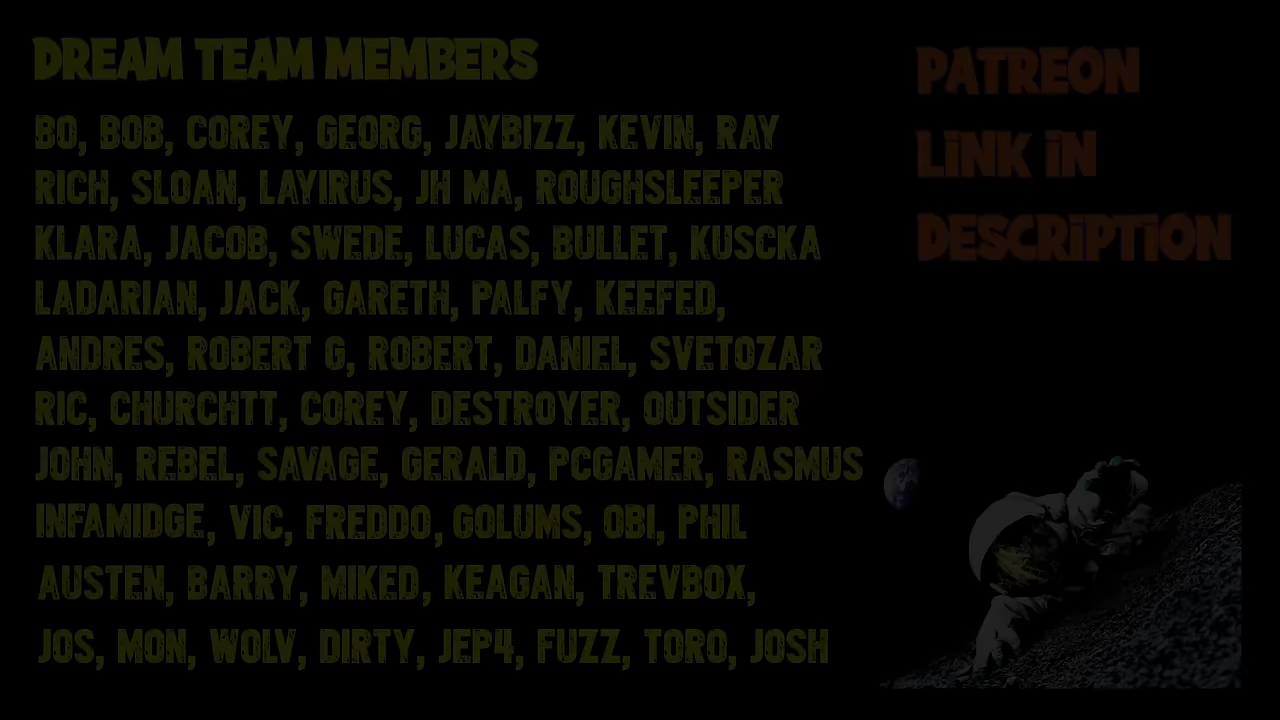 DREAM TEAM MEMBERS
BO, BOB, COREY, GEORG, JAYBIZZ, KEVIN, RAY
RICH, SLOAN, LAYIRUS, JH MA, ROUGHSLEEPER
KLARA, JACOB, SWEDE, LUCAS, BULLET, KUSCKA
LADARIAN, JACK, GARETH, PALFY, KEEFED,
ANDRES, ROBERT G, ROBERT, DANIEL, SVETOZAR
RIC, CHURCHTT, COREY, DESTROYER, OUTSIDER
JOHN, REBEL, SAVAGE, GERALD, PCGAMER, RASMUS
INFAMIDGE, VIC, FREDDO, GOLUMS, OBI, PHIL
AUSTEN, BARRY, MIKED, KEAGAN, TREVBOX,
JOS, MON, WOLV, DIRTY, JEP4, FUZZ, TORO, JOSH
PATREON
LINK IN
DESCRIPTION